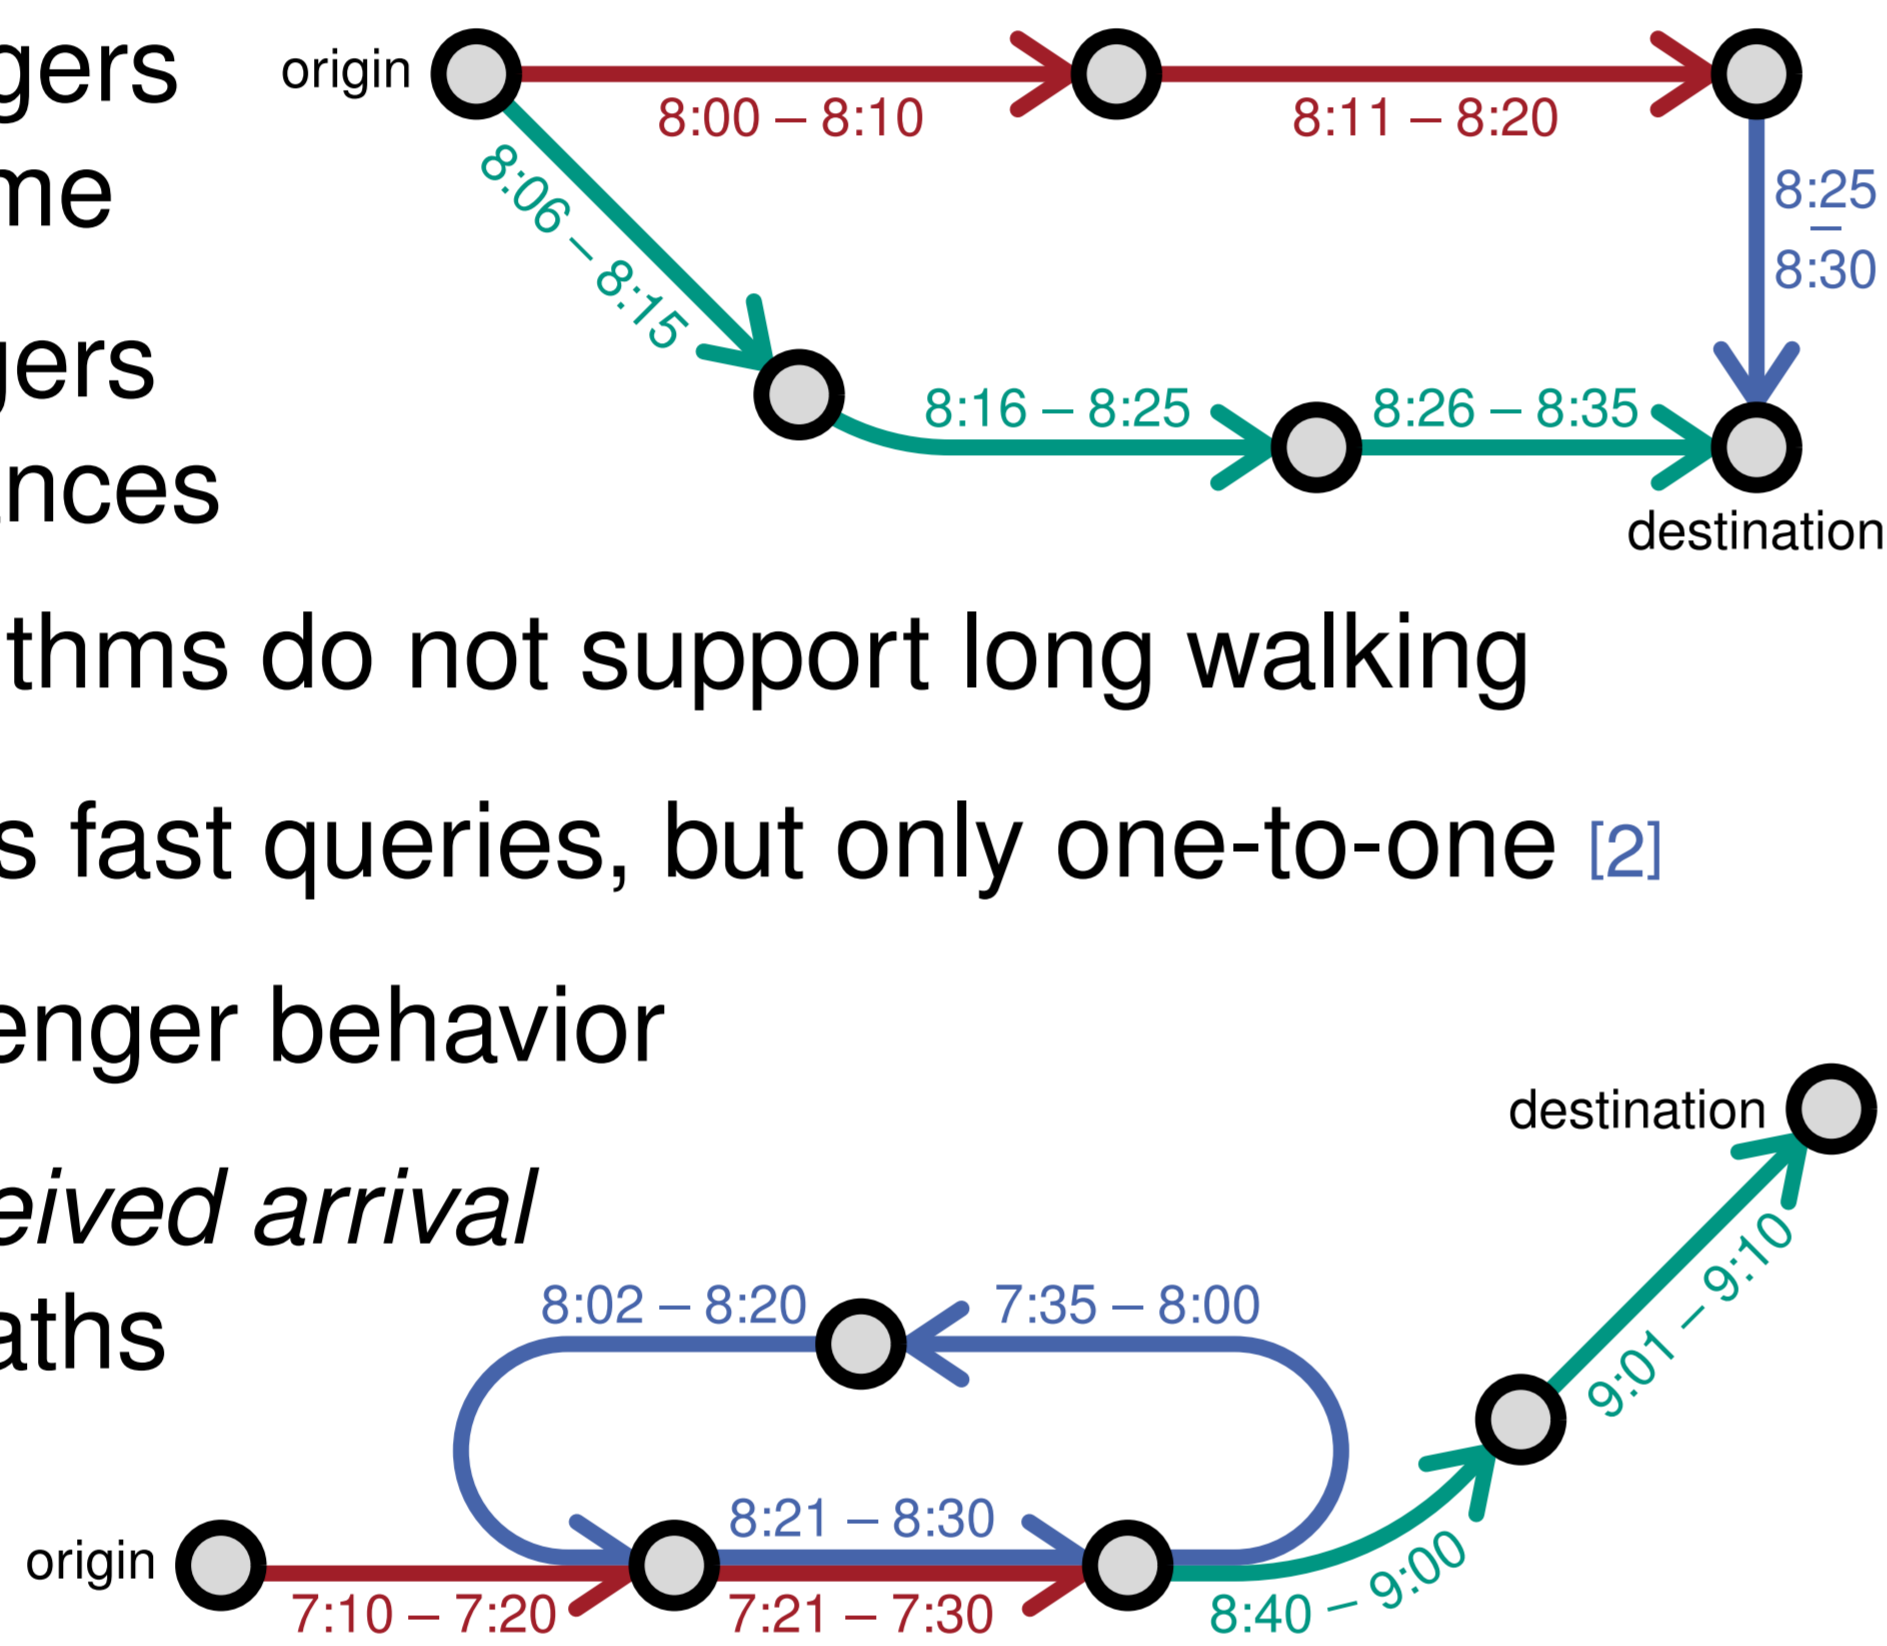 gers
origin
8:00 – 8:10
8:11 – 8:20
me
8:06 – 8:15
8:25
–
8:30
gers
8:16 – 8:25
8:26 – 8:35
nces
destination
thms do not support long walking
s fast queries, but only one-to-one [2]
enger behavior
destination
eived arrival
9:01 – 9:10
8:02 – 8:20
7:35 – 8:00
aths
8:21 – 8:30
origin
7:10 – 7:20
7:21 – 7:30
8:40 – 9:00